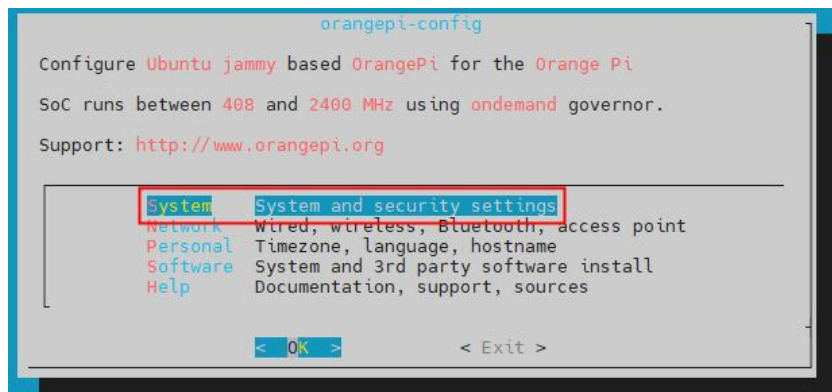 orangepi-config
Configure Ubuntu jammy based OrangePi for the Orange Pi
SoC runs between 408 and 2400 MHz using ondemand governor.
Support: http://www.orangepi.org
System System and security settings
Network Wired, wireless, Bluetooth, access point
Personal Timezone, language, hostname
Software System and 3rd party software install
Help Documentation, support, sources
< OK > < Exit >